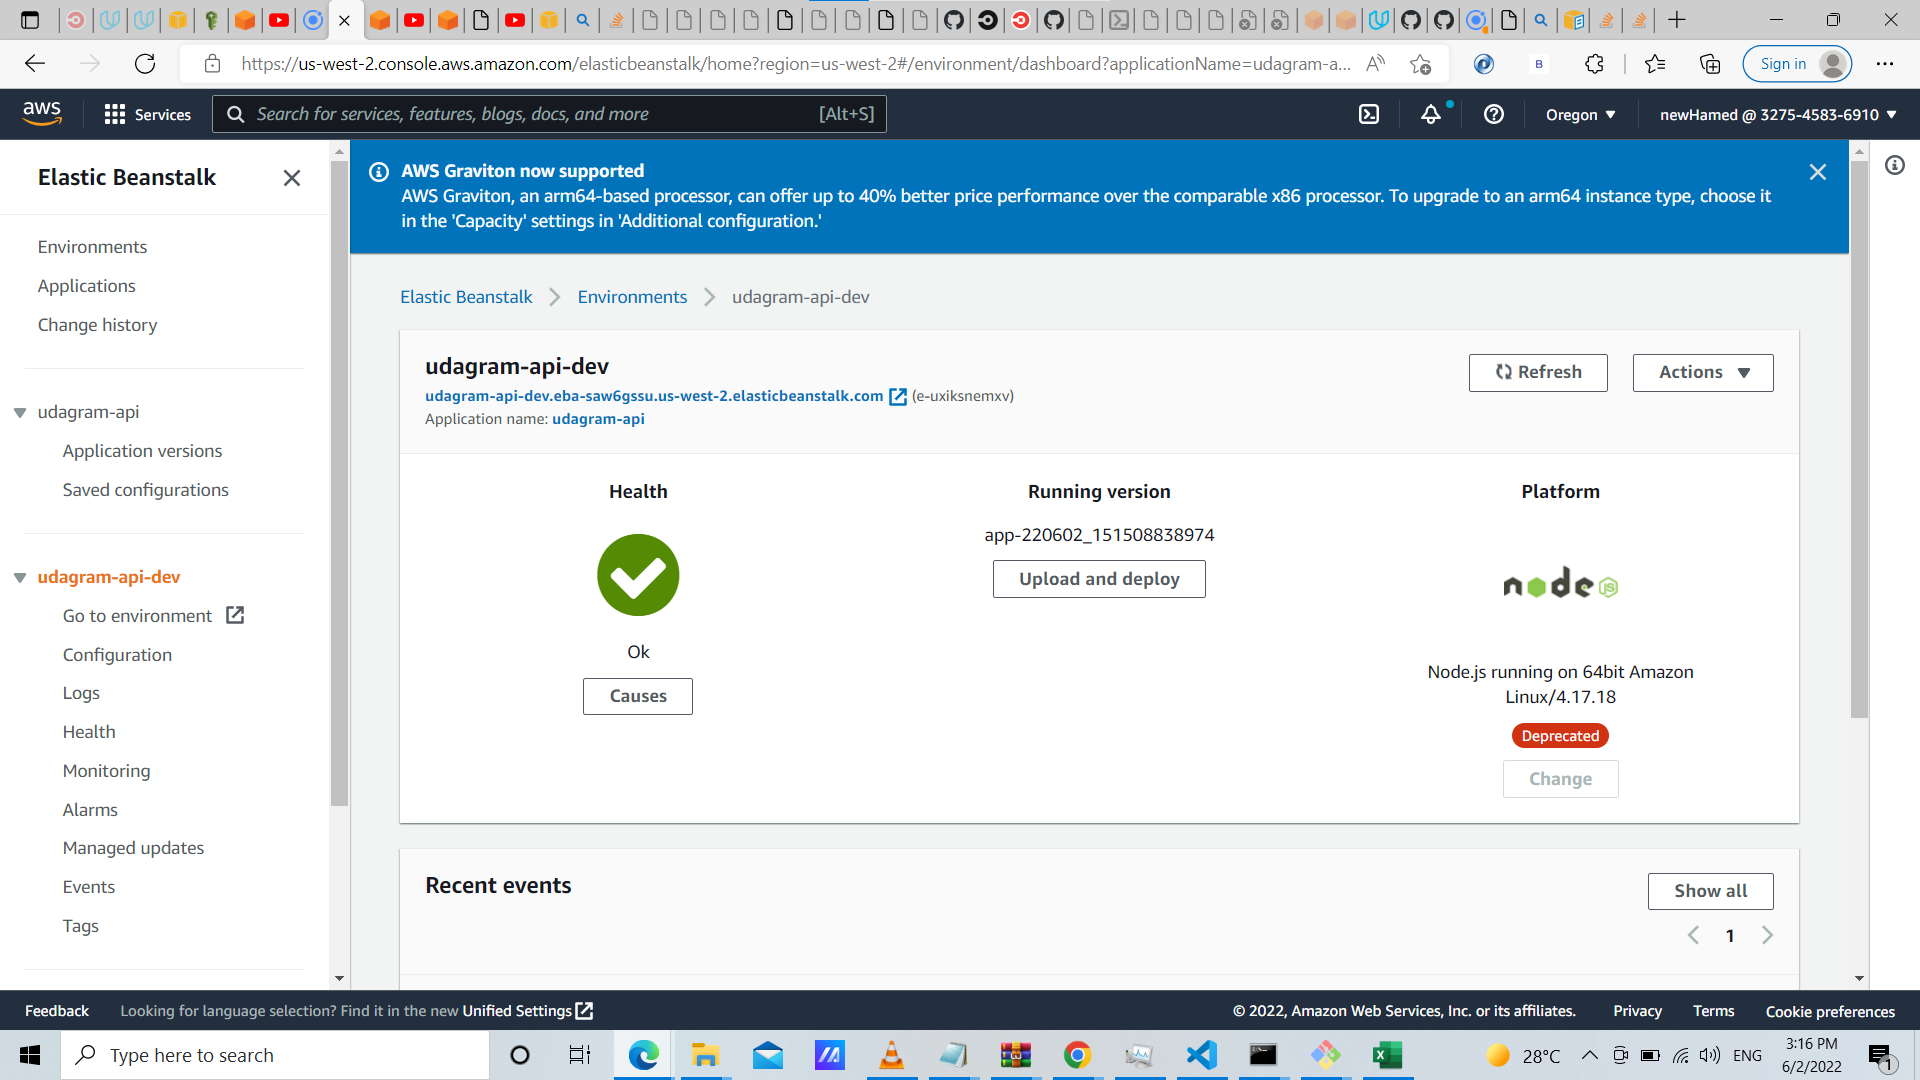 https://us-west-2.console.aws.amazon.com/elasticbeanstalk/home?region=us-west-2#/environment/dashboard?applicationName=udagram-a...
B
Sign in
aws
Services
Search for services, features, blogs, docs, and more
[Alt+S]
Oregon
newHamed @ 3275-4583-6910
Elastic Beanstalk
Environments
Applications
Change history
udagram-api
Application versions
Saved configurations
udagram-api-dev
Go to environment
Configuration
Logs
Health
Monitoring
Alarms
Managed updates
Events
Tags
AWS Graviton now supported
AWS Graviton, an arm64-based processor, can offer up to 40% better price performance over the comparable x86 processor. To upgrade to an arm64 instance type, choose it
in the 'Capacity' settings in 'Additional configuration.'
Elastic Beanstalk
Environments
udagram-api-dev
udagram-api-dev
udagram-api-dev.eba-saw6gssu.us-west-2.elasticbeanstalk.com (e-uxiksnemxv)
Application name: udagram-api
Refresh
Actions
Health
Ok
Causes
Running version
app-220602_151508838974
Upload and deploy
Platform
node JS
Node.js running on 64bit Amazon
Linux/4.17.18
Deprecated
Change
Recent events
Show all
1
Feedback
Looking for language selection? Find it in the new Unified Settings
© 2022, Amazon Web Services, Inc. or its affiliates.
Privacy
Terms
Cookie preferences
Type here to search
28°C
ENG
3:16 PM
6/2/2022
1